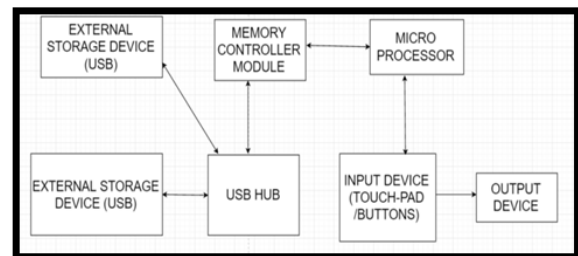 EXTERNAL
STORAGE DEVICE
(USB)
MEMORY
CONTROLLER
MODULE
MICRO
PROCESSOR
EXTERNAL STORAGE
DEVICE (USB)
USB HUB
INPUT DEVICE
(TOUCH-PAD
/BUTTONS)
OUTPUT
DEVICE